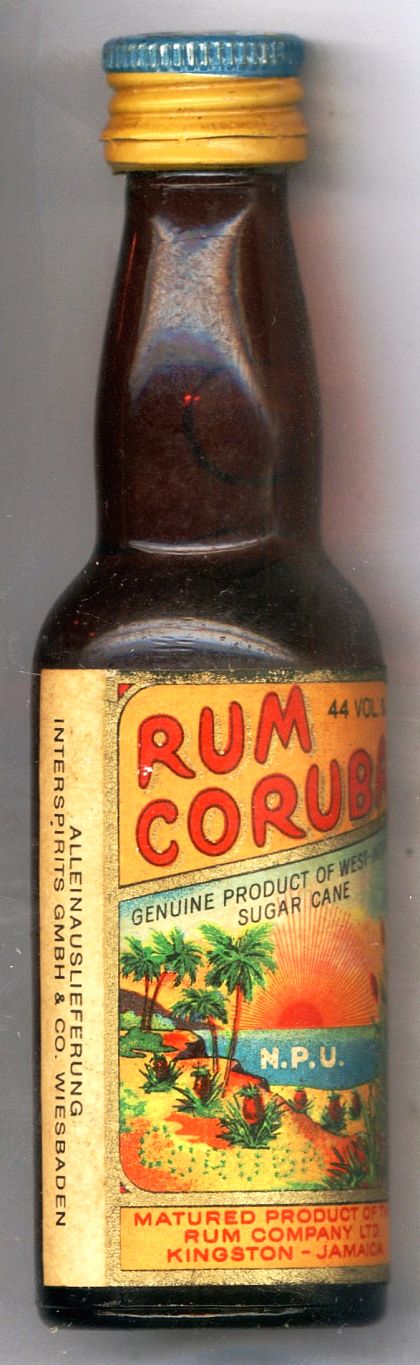 ALLEINAUSLIEFERUNG
INTERSPIRITS GMBH & CO. WIESBADEN
RUM
44 VOL.
CORUBA
GENUINE PRODUCT OF WEST-
SUGAR CANE
N.P.U.
MATURED PRODUCT OF
RUM COMPANY LTD.
KINGSTON - JAMAICA